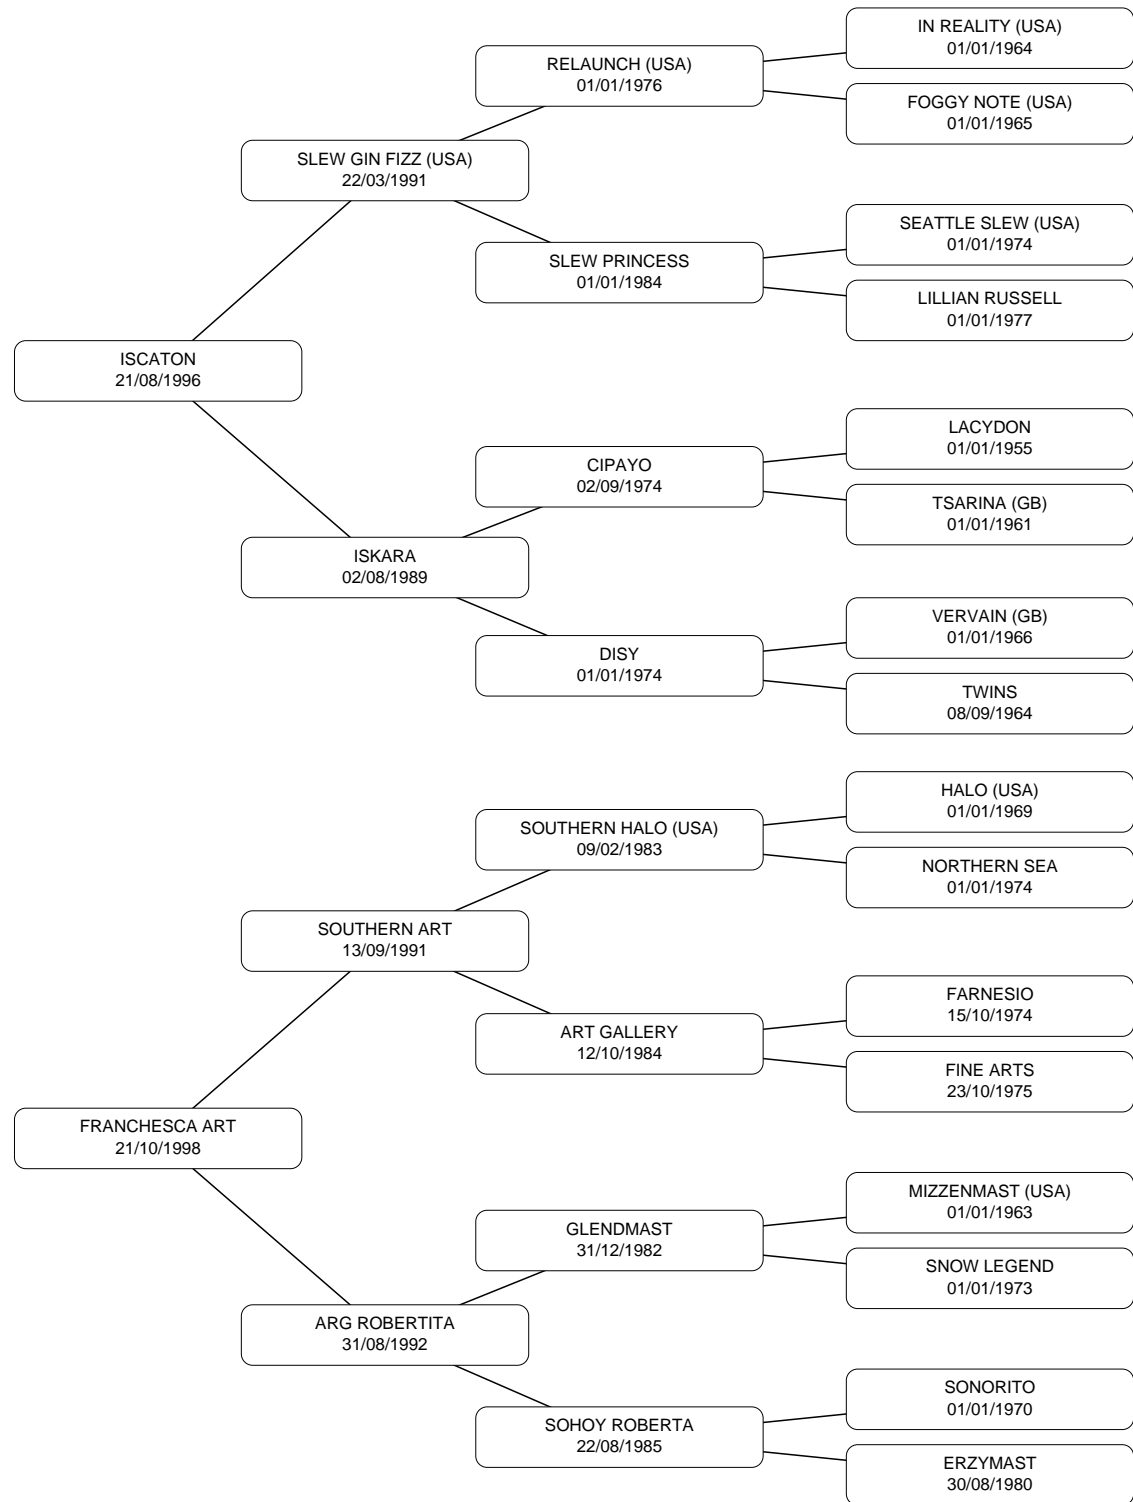 IN REALITY (USA)
01/01/1964
RELAUNCH (USA)
01/01/1976
FOGGY NOTE (USA)
01/01/1965
SLEW GIN FIZZ (USA)
22/03/1991
SEATTLE SLEW (USA)
01/01/1974
SLEW PRINCESS
01/01/1984
LILLIAN RUSSELL
01/01/1977
ISCATON
21/08/1996
LACYDON
01/01/1955
CIPAYO
02/09/1974
TSARINA (GB)
01/01/1961
ISKARA
02/08/1989
VERVAIN (GB)
01/01/1966
DISY
01/01/1974
TWINS
08/09/1964
HALO (USA)
01/01/1969
SOUTHERN HALO (USA)
09/02/1983
NORTHERN SEA
01/01/1974
SOUTHERN ART
13/09/1991
FARNESIO
15/10/1974
ART GALLERY
12/10/1984
FINE ARTS
23/10/1975
FRANCHESCA ART
21/10/1998
MIZZENMAST (USA)
01/01/1963
GLENDMAST
31/12/1982
SNOW LEGEND
01/01/1973
ARG ROBERTITA
31/08/1992
SONORITO
01/01/1970
SOHOY ROBERTA
22/08/1985
ERZYMAST
30/08/1980